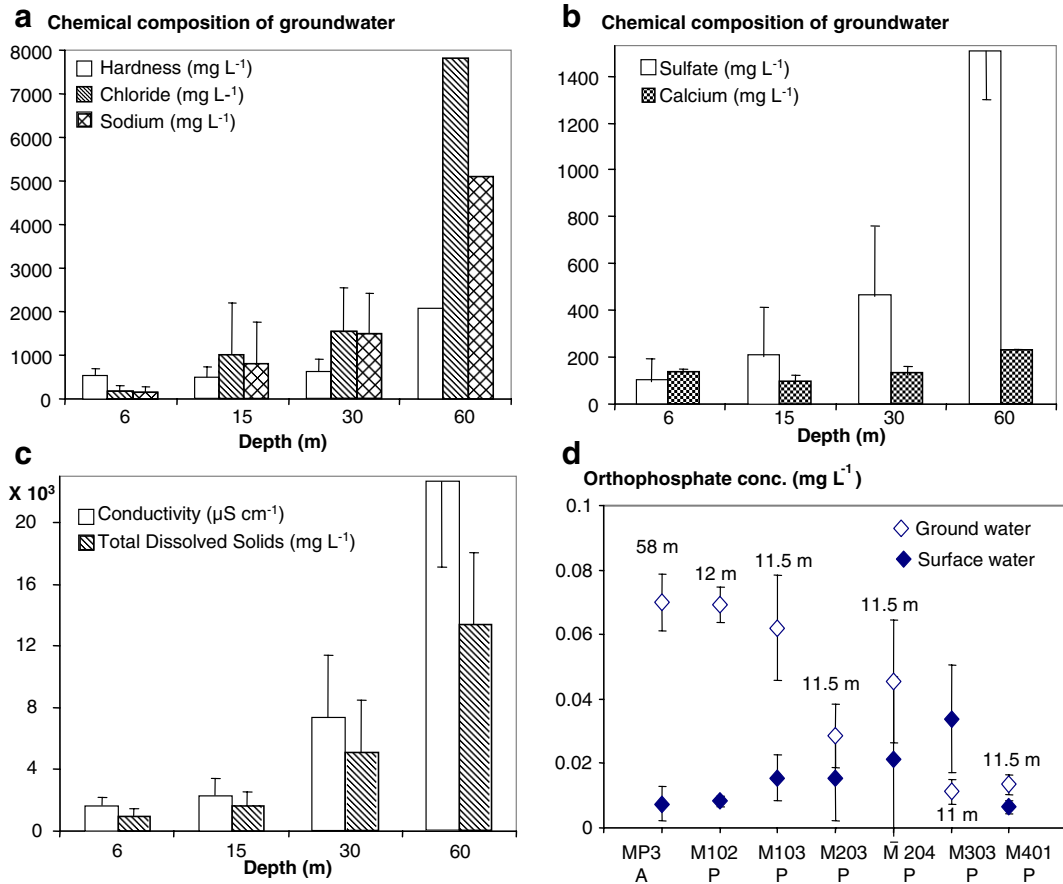 a Chemical composition of groundwater
8000
7000
6000
5000
4000
3000
2000
1000
0
Hardness (mg L⁻¹)
Chloride (mg L-¹)
Sodium (mg L⁻¹)
6 15 30 60
Depth (m)
b Chemical composition of groundwater
1400
1200
1000
800
600
400
200
0
Sulfate (mg L⁻¹)
Calcium (mg L⁻¹)
6 15 30 60
Depth (m)
c
X 10³
20
16
12
8
4
0
Conductivity (µS cm⁻¹)
Total Dissolved Solids (mg L⁻¹)
6 15 30 60
Depth (m)
d Orthophosphate conc. (mg L⁻¹)
0.1
0.08
0.06
0.04
0.02
0
Ground water
Surface water
58 m
12 m
11.5 m
11.5 m
11.5 m
11 m
11.5 m
MP3 M102 M103 M203 M 204 M303 M401
A P P P P P P